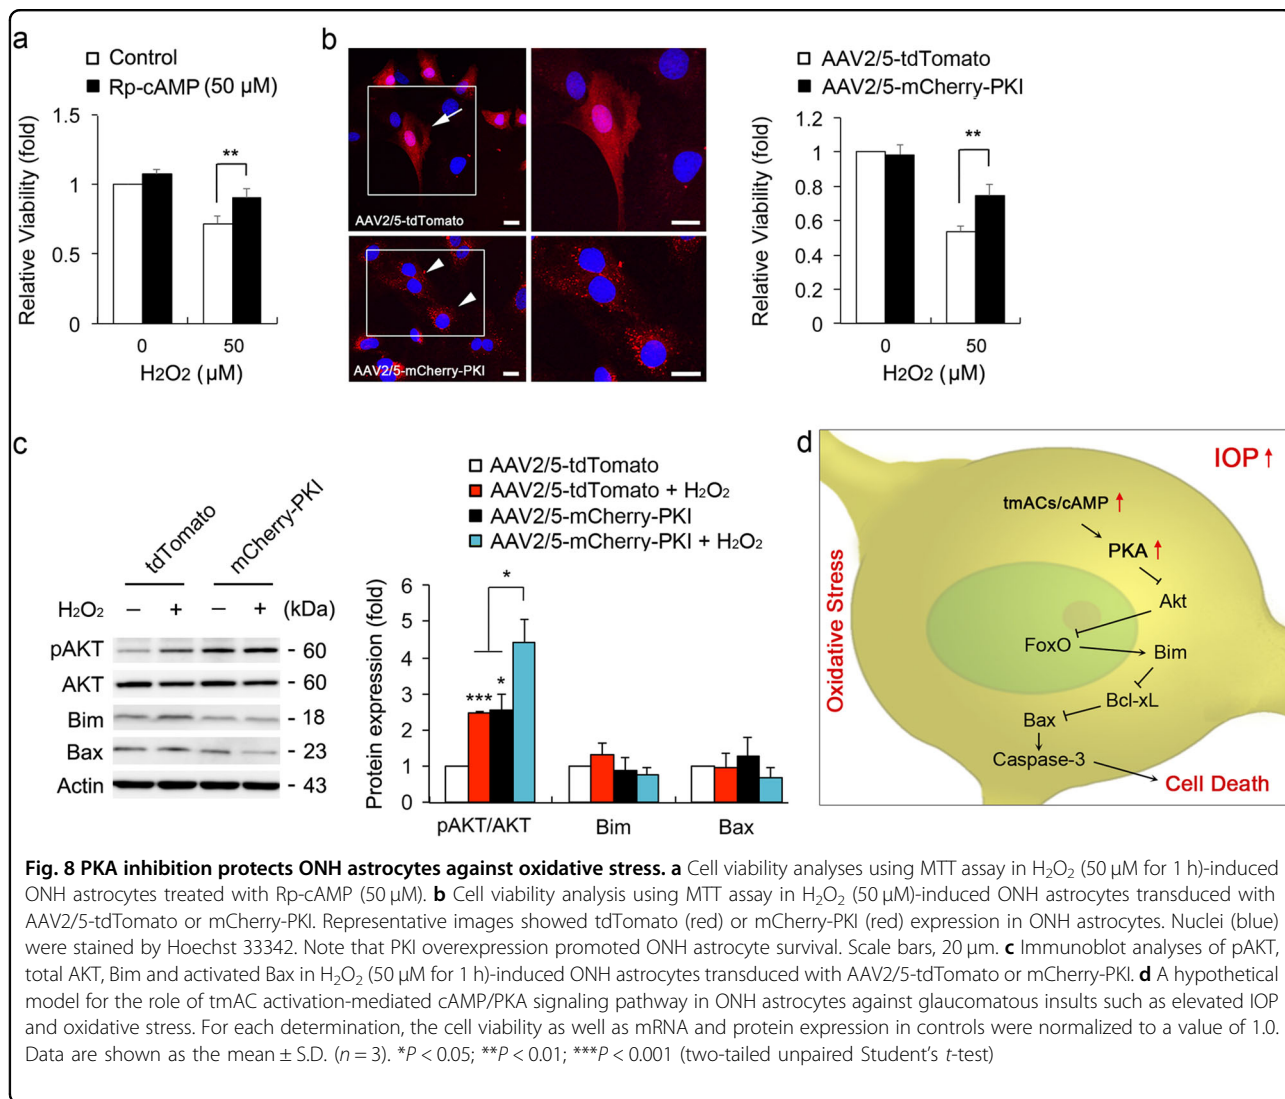 a
Control
Rp-cAMP (50 µM)
Relative Viability (fold)
1.5
1
0.5
0
**
0
50
H2O2 (µM)
b
AAV2/5-tdTomato
AAV2/5-mCherry-PKI
AAV2/5-tdTomato
AAV2/5-mCherry-PKI
Relative Viability (fold)
1.2
1
0.8
0.6
0.4
0.2
0
**
0
50
H2O2 (µM)
c
tdTomato
mCherry-PKI
H2O2 – + – + (kDa)
pAKT - 60
AKT - 60
Bim - 18
Bax - 23
Actin - 43
AAV2/5-tdTomato
AAV2/5-tdTomato + H2O2
AAV2/5-mCherry-PKI
AAV2/5-mCherry-PKI + H2O2
Protein expression (fold)
6
5
4
3
2
1
0
*
***
*
pAKT/AKT
Bim
Bax
d
IOP ↑
Oxidative Stress
tmACs/cAMP ↑
PKA ↑
Akt
FoxO
Bim
Bcl-xL
Bax
Caspase-3
Cell Death
Fig. 8 PKA inhibition protects ONH astrocytes against oxidative stress. a Cell viability analyses using MTT assay in H2O2 (50 µM for 1 h)-induced
ONH astrocytes treated with Rp-cAMP (50 µM). b Cell viability analysis using MTT assay in H2O2 (50 µM)-induced ONH astrocytes transduced with
AAV2/5-tdTomato or mCherry-PKI. Representative images showed tdTomato (red) or mCherry-PKI (red) expression in ONH astrocytes. Nuclei (blue)
were stained by Hoechst 33342. Note that PKI overexpression promoted ONH astrocyte survival. Scale bars, 20 µm. c Immunoblot analyses of pAKT,
total AKT, Bim and activated Bax in H2O2 (50 µM for 1 h)-induced ONH astrocytes transduced with AAV2/5-tdTomato or mCherry-PKI. d A hypothetical
model for the role of tmAC activation-mediated cAMP/PKA signaling pathway in ONH astrocytes against glaucomatous insults such as elevated IOP
and oxidative stress. For each determination, the cell viability as well as mRNA and protein expression in controls were normalized to a value of 1.0.
Data are shown as the mean ± S.D. (n = 3). *P < 0.05; **P < 0.01; ***P < 0.001 (two-tailed unpaired Student's t-test)